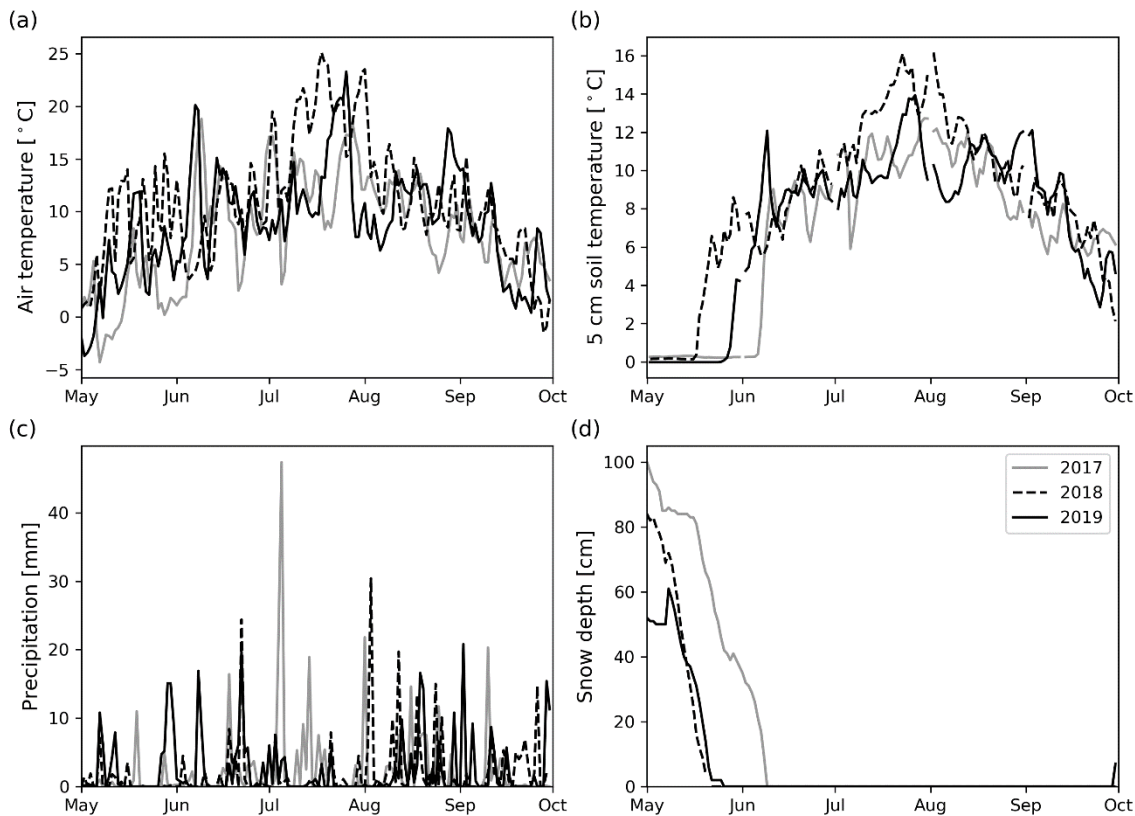 (a)
25
20
15
10
5
0
−5
Air temperature [ °C]
May Jun Jul Aug Sep Oct
(b)
16
14
12
10
8
6
4
2
0
5 cm soil temperature [ °C]
May Jun Jul Aug Sep Oct
(c)
40
30
20
10
0
Precipitation [mm]
May Jun Jul Aug Sep Oct
(d)
100
80
60
40
20
0
Snow depth [cm]
2017
2018
2019
May Jun Jul Aug Sep Oct